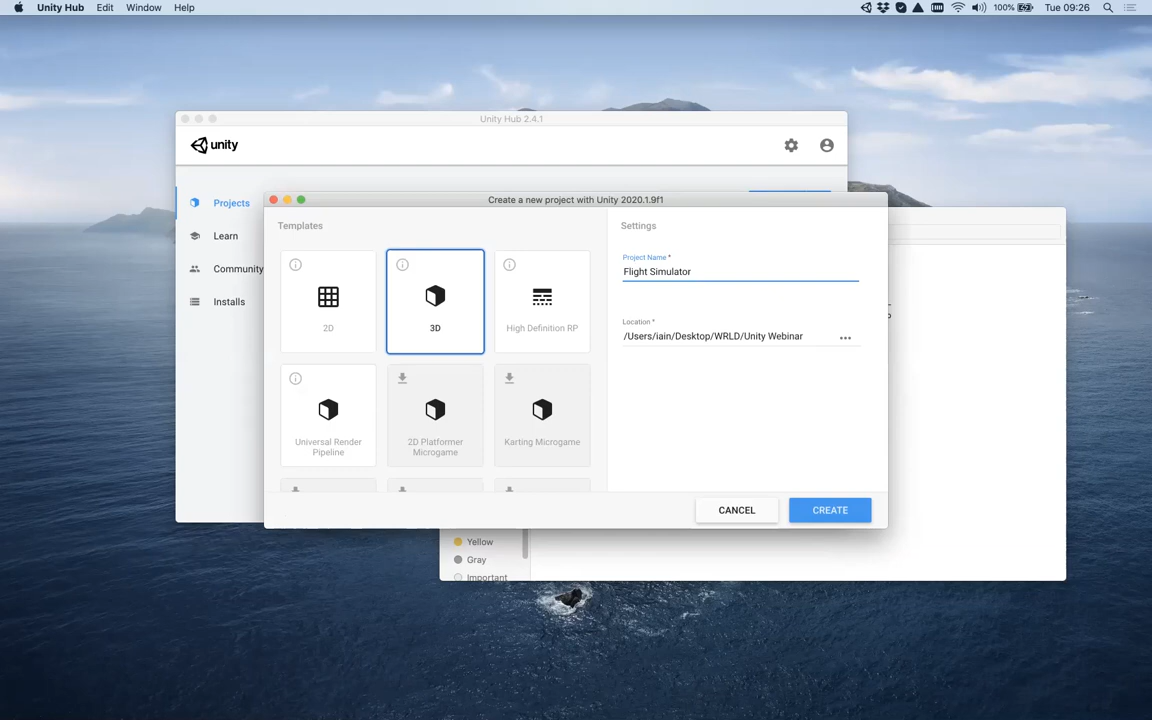 Unity Hub Edit Window Help
100% Tue 09:26
Unity Hub 2.4.1
unity
Projects
Learn
Community
Installs
Create a new project with Unity 2020.1.9f1
Templates
2D
3D
High Definition RP
Universal Render
Pipeline
2D Platformer
Microgame
Karting Microgame
Settings
Project Name *
Flight Simulator
Location *
/Users/iain/Desktop/WRLD/Unity Webinar
CANCEL
CREATE
Yellow
Gray
Important